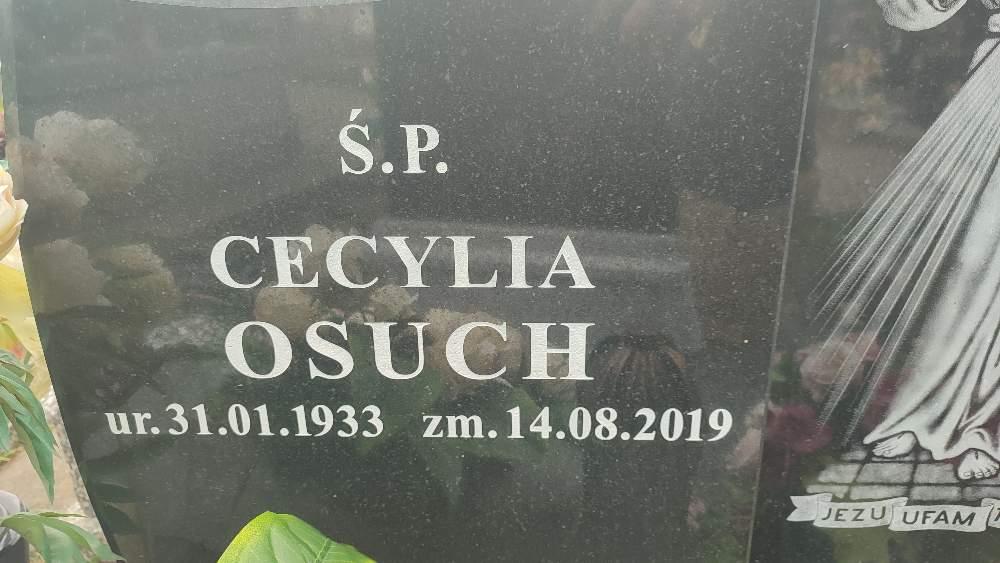 Ś.P.
CECYLIA
OSUCH
ur. 31.01.1933 zm. 14.08.2019
JEZU UFAM